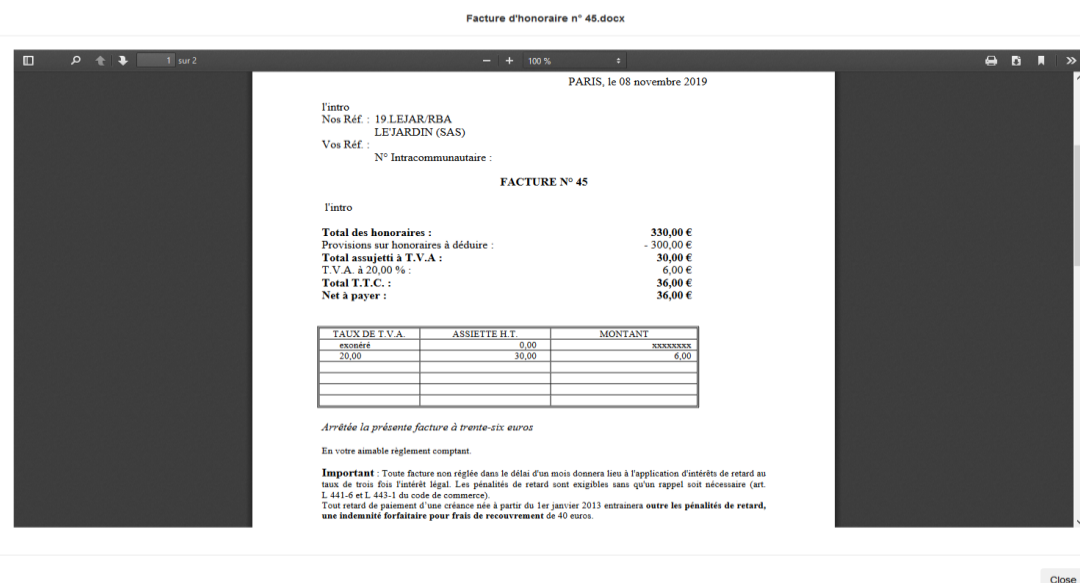 Facture d'honoraire n° 45.docx
1 sur 2
100 %
PARIS, le 08 novembre 2019
l'intro
Nos Réf. : 19.LEJAR/RBA
LE'JARDIN (SAS)
Vos Réf. :
N° Intracommunautaire :
FACTURE N° 45
l'intro
Total des honoraires : 330,00 €
Provisions sur honoraires à déduire : - 300,00 €
Total assujetti à T.V.A : 30,00 €
T.V.A. à 20,00 % : 6,00 €
Total T.T.C. : 36,00 €
Net à payer : 36,00 €
TAUX DE T.V.A. ASSIETTE H.T. MONTANT
exonéré 0,00 xxxxxxxx
20,00 30,00 6,00
Arrêtée la présente facture à trente-six euros
En votre aimable règlement comptant.
Important : Toute facture non réglée dans le délai d'un mois donnera lieu à l'application d'intérêts de retard au
taux de trois fois l'intérêt légal. Les pénalités de retard sont exigibles sans qu'un rappel soit nécessaire (art.
L 441-6 et L 443-1 du code de commerce).
Tout retard de paiement d'une créance née à partir du 1er janvier 2013 entrainera outre les pénalités de retard,
une indemnité forfaitaire pour frais de recouvrement de 40 euros.
Close